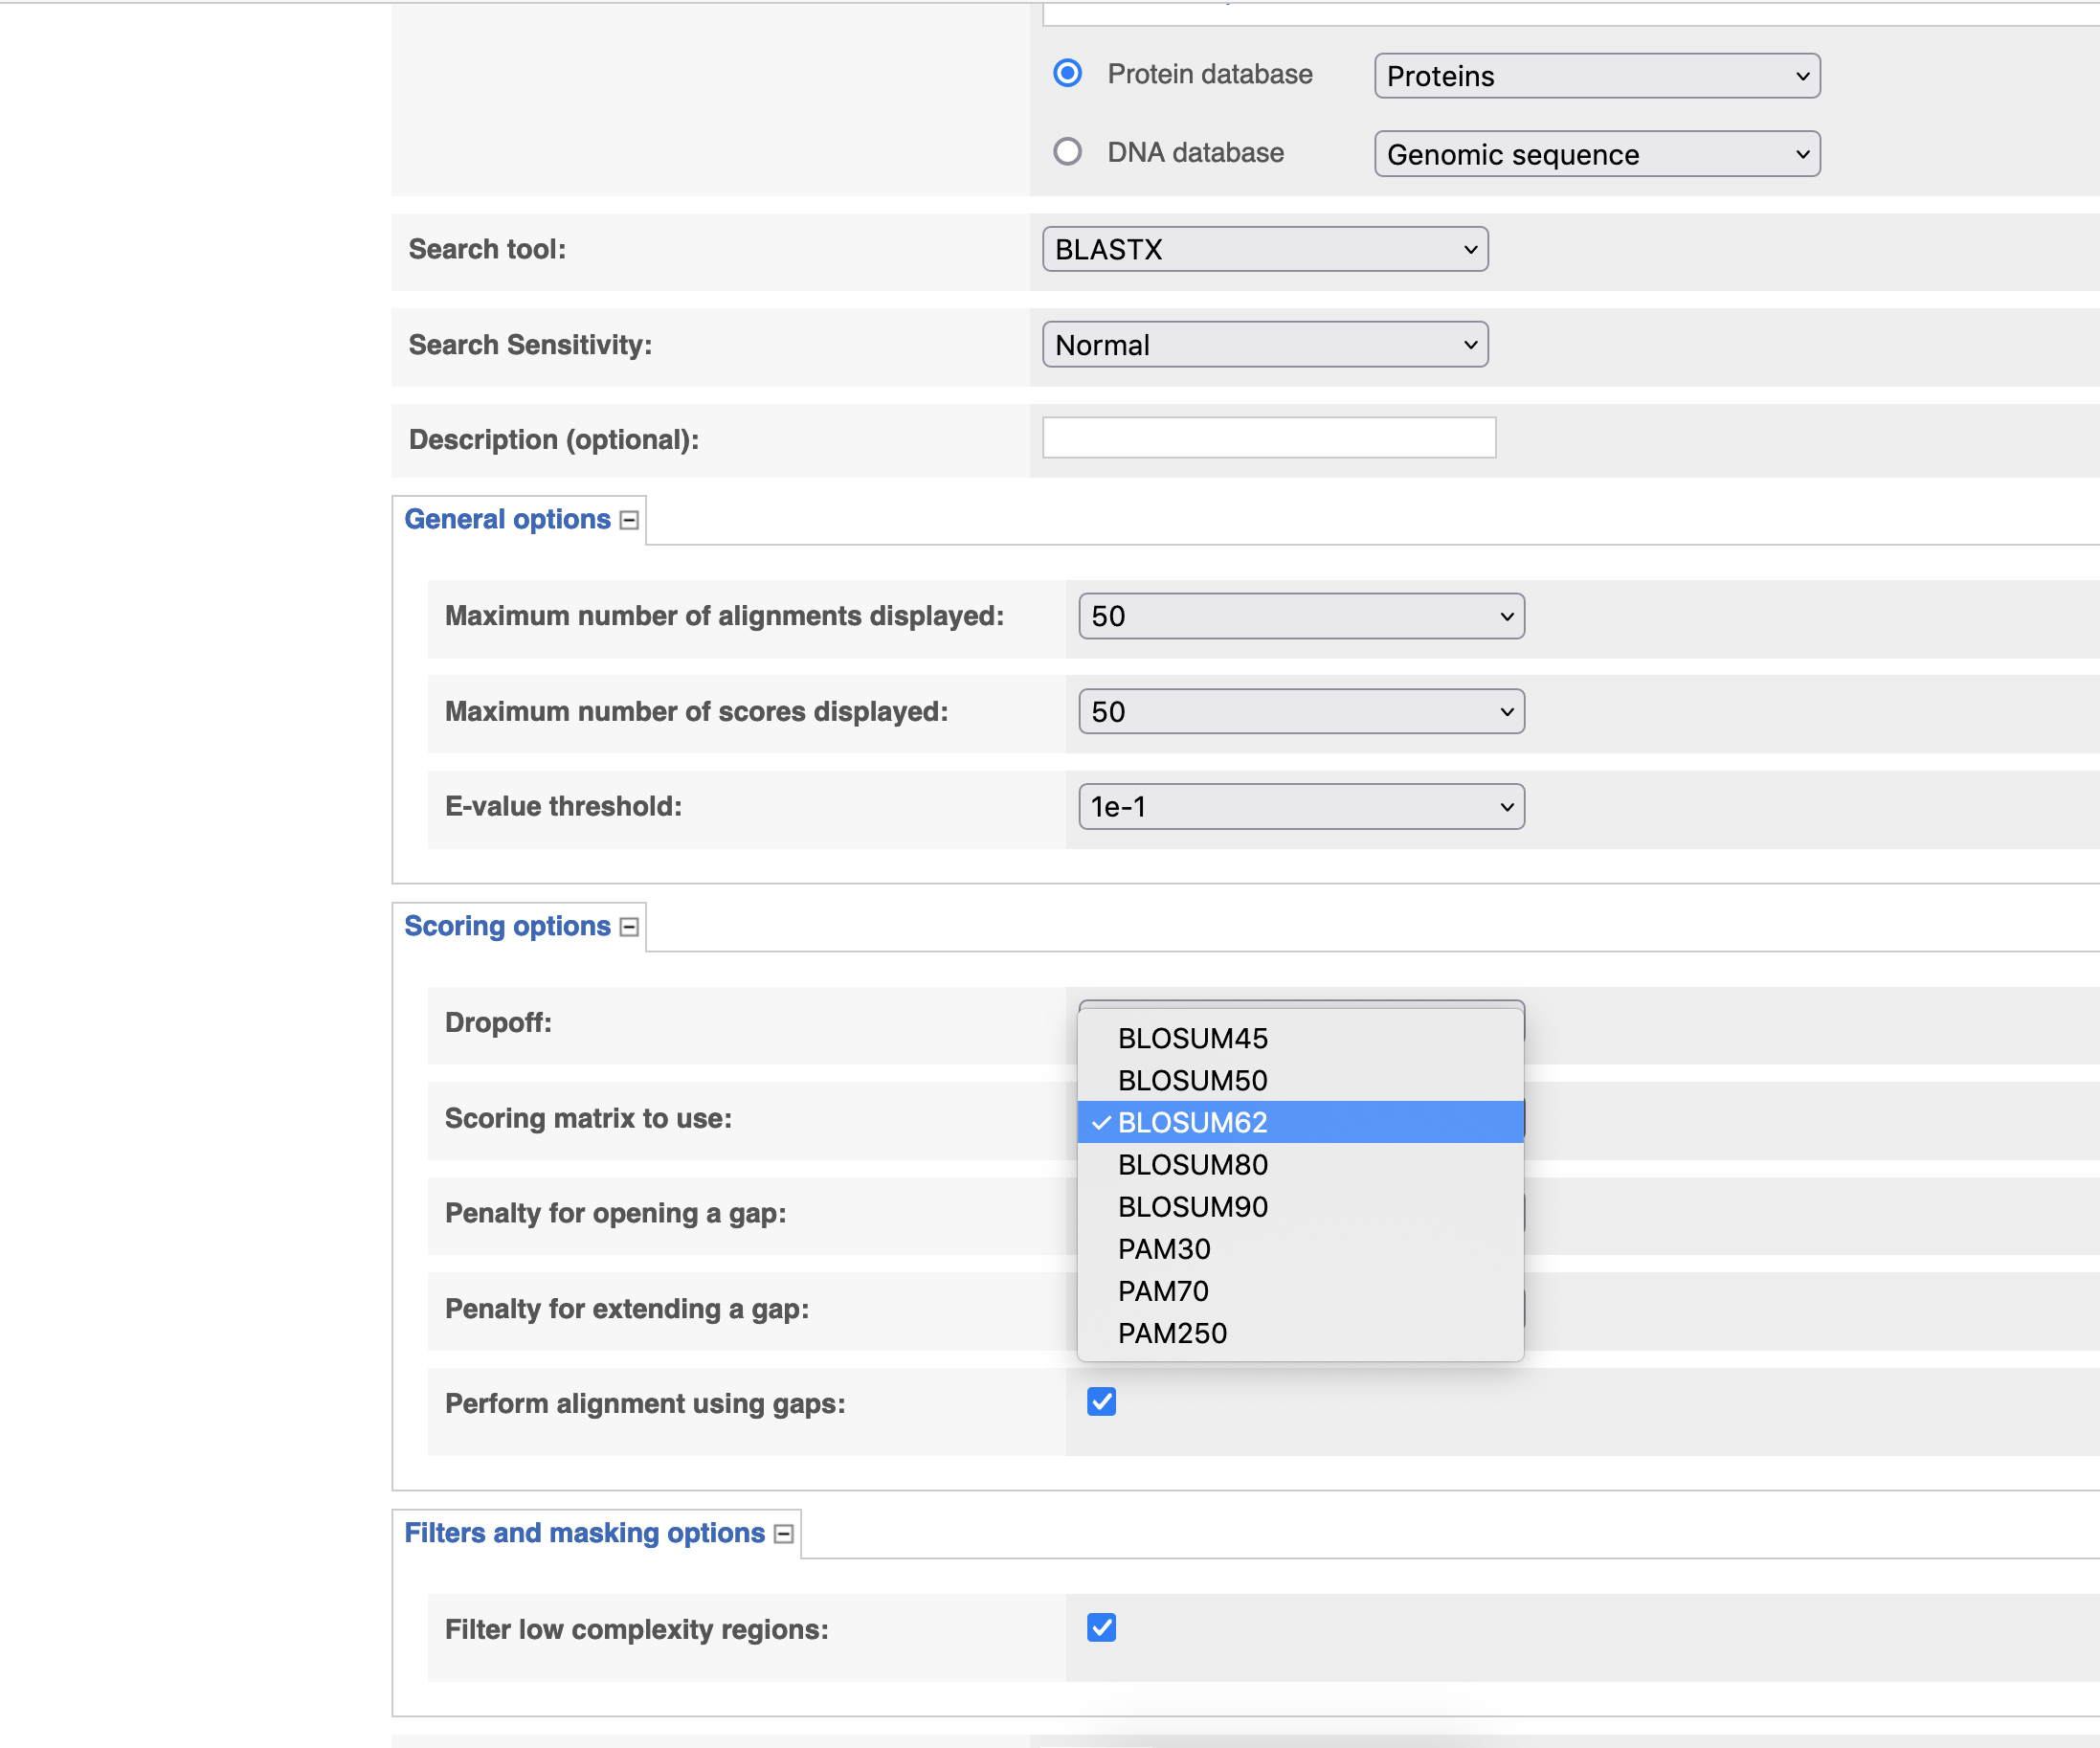 Protein database
Proteins
DNA database
Genomic sequence
Search tool:
BLASTX
Search Sensitivity:
Normal
Description (optional):
General options
Maximum number of alignments displayed:
50
Maximum number of scores displayed:
50
E-value threshold:
1e-1
Scoring options
Dropoff:
Scoring matrix to use:
Penalty for opening a gap:
Penalty for extending a gap:
BLOSUM45
BLOSUM50
BLOSUM62
BLOSUM80
BLOSUM90
PAM30
PAM70
PAM250
Perform alignment using gaps:
Filters and masking options
Filter low complexity regions: